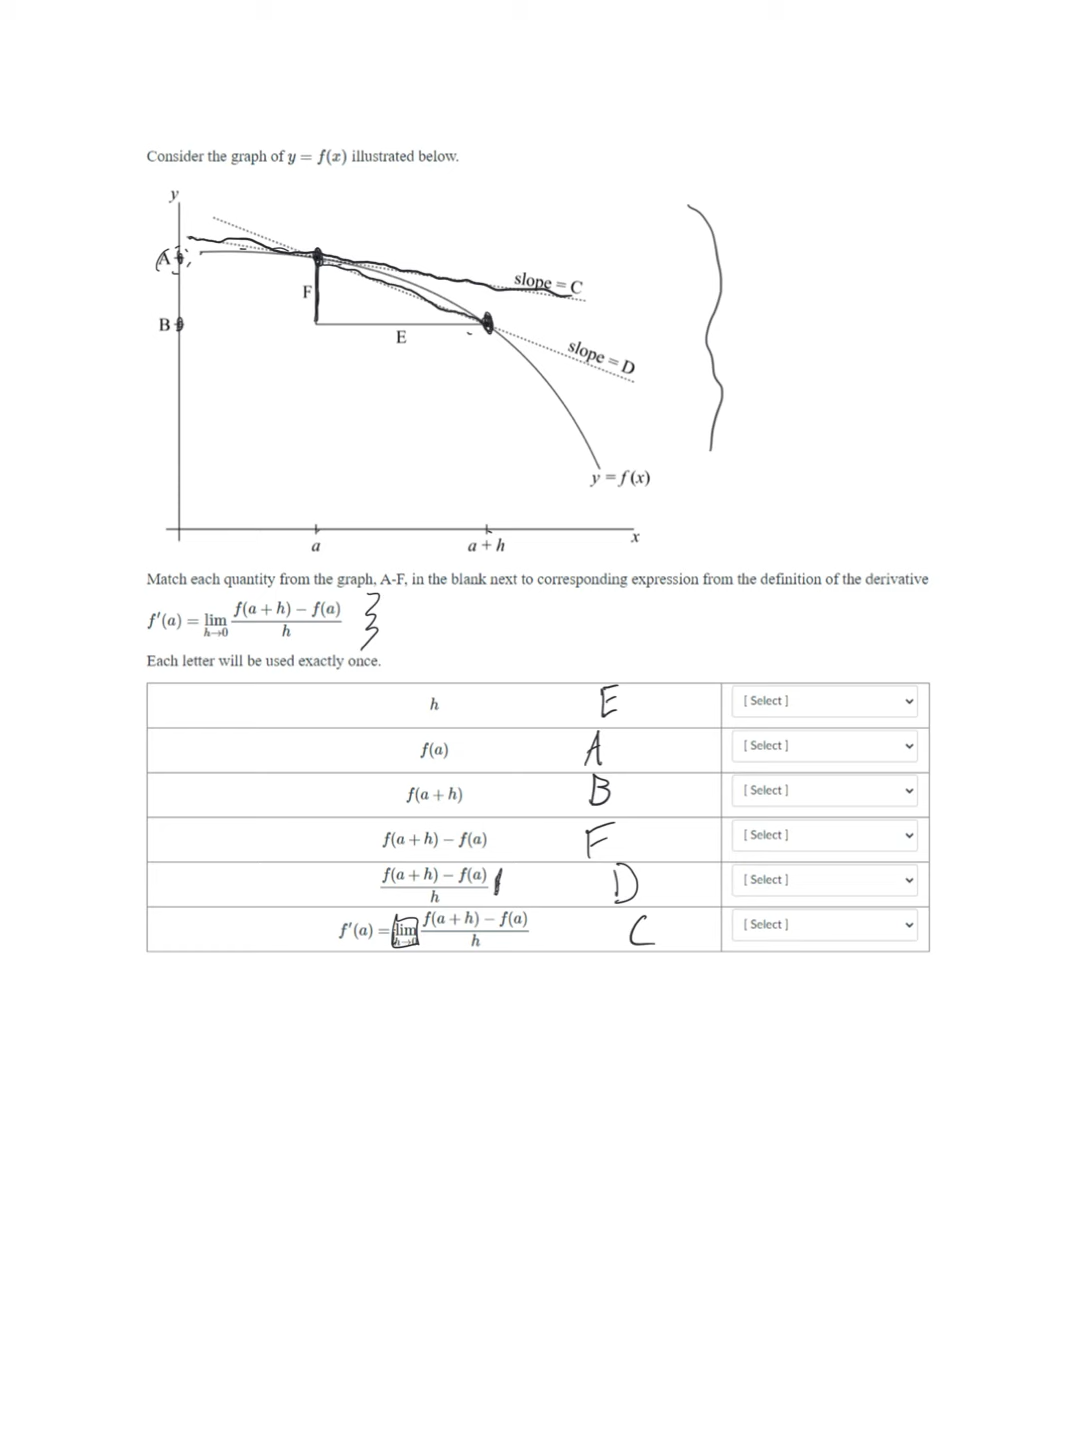 Consider the graph of y = f(x) illustrated below.
y
A
slope = C
F
B
E
slope = D
y = f(x)
a
a + h
x
Match each quantity from the graph, A-F, in the blank next to corresponding expression from the definition of the derivative
f'(a) = lim h→0 f(a + h) − f(a) / h
Each letter will be used exactly once.
h E [ Select ]
f(a) A [ Select ]
f(a + h) B [ Select ]
f(a + h) − f(a) F [ Select ]
f(a + h) − f(a) / h D [ Select ]
f'(a) = lim h→0 f(a + h) − f(a) / h C [ Select ]